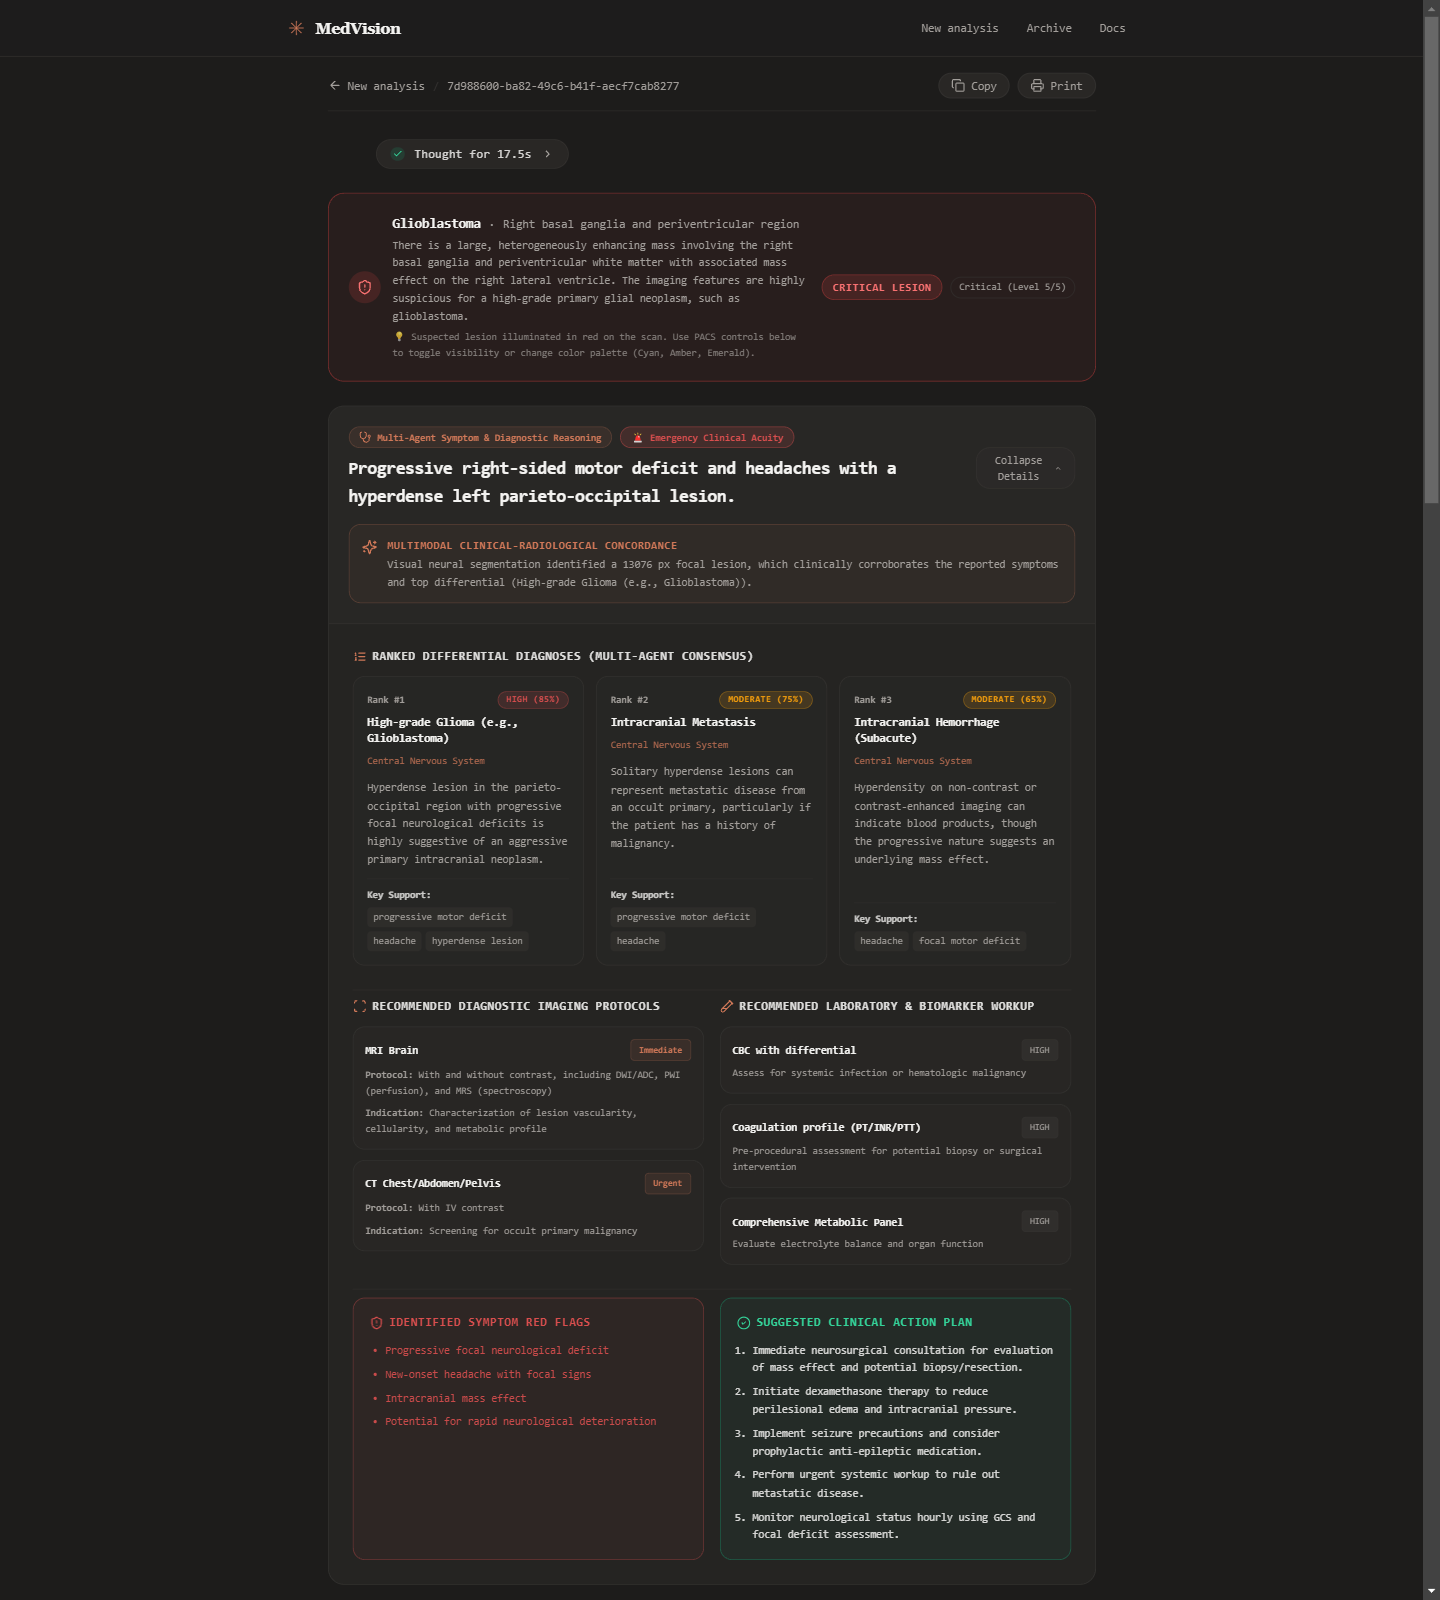 MedVision
New analysis
Archive
Docs
New analysis / 7d988600-ba82-49c6-b41f-aecf7cab8277
Copy
Print
Thought for 17.5s
Glioblastoma · Right basal ganglia and periventricular region
There is a large, heterogeneously enhancing mass involving the right
basal ganglia and periventricular white matter with associated mass
effect on the right lateral ventricle. The imaging features are highly
suspicious for a high-grade primary glial neoplasm, such as
glioblastoma.
💡 Suspected lesion illuminated in red on the scan. Use PACS controls below
to toggle visibility or change color palette (Cyan, Amber, Emerald).
CRITICAL LESION
Critical (Level 5/5)
Multi-Agent Symptom & Diagnostic Reasoning
🚨 Emergency Clinical Acuity
Progressive right-sided motor deficit and headaches with a
hyperdense left parieto-occipital lesion.
Collapse
Details
MULTIMODAL CLINICAL-RADIOLOGICAL CONCORDANCE
Visual neural segmentation identified a 13076 px focal lesion, which clinically corroborates the reported symptoms
and top differential (High-grade Glioma (e.g., Glioblastoma)).
RANKED DIFFERENTIAL DIAGNOSES (MULTI-AGENT CONSENSUS)
Rank #1
HIGH (85%)
High-grade Glioma (e.g.,
Glioblastoma)
Central Nervous System
Hyperdense lesion in the parieto-
occipital region with progressive
focal neurological deficits is
highly suggestive of an aggressive
primary intracranial neoplasm.
Key Support:
progressive motor deficit
headache
hyperdense lesion
Rank #2
MODERATE (75%)
Intracranial Metastasis
Central Nervous System
Solitary hyperdense lesions can
represent metastatic disease from
an occult primary, particularly if
the patient has a history of
malignancy.
Key Support:
progressive motor deficit
headache
Rank #3
MODERATE (65%)
Intracranial Hemorrhage
(Subacute)
Central Nervous System
Hyperdensity on non-contrast or
contrast-enhanced imaging can
indicate blood products, though
the progressive nature suggests an
underlying mass effect.
Key Support:
headache
focal motor deficit
RECOMMENDED DIAGNOSTIC IMAGING PROTOCOLS
MRI Brain
Immediate
Protocol: With and without contrast, including DWI/ADC, PWI
(perfusion), and MRS (spectroscopy)
Indication: Characterization of lesion vascularity,
cellularity, and metabolic profile
CT Chest/Abdomen/Pelvis
Urgent
Protocol: With IV contrast
Indication: Screening for occult primary malignancy
RECOMMENDED LABORATORY & BIOMARKER WORKUP
CBC with differential
HIGH
Assess for systemic infection or hematologic malignancy
Coagulation profile (PT/INR/PTT)
HIGH
Pre-procedural assessment for potential biopsy or surgical
intervention
Comprehensive Metabolic Panel
HIGH
Evaluate electrolyte balance and organ function
IDENTIFIED SYMPTOM RED FLAGS
• Progressive focal neurological deficit
• New-onset headache with focal signs
• Intracranial mass effect
• Potential for rapid neurological deterioration
SUGGESTED CLINICAL ACTION PLAN
1. Immediate neurosurgical consultation for evaluation
of mass effect and potential biopsy/resection.
2. Initiate dexamethasone therapy to reduce
perilesional edema and intracranial pressure.
3. Implement seizure precautions and consider
prophylactic anti-epileptic medication.
4. Perform urgent systemic workup to rule out
metastatic disease.
5. Monitor neurological status hourly using GCS and
focal deficit assessment.